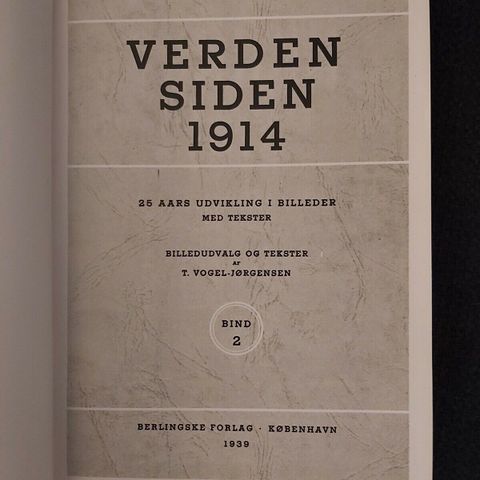 VERDEN
SIDEN
1914
25 AARS UDVIKLING I BILLEDER
MED TEKSTER
BILLEDUDVALG OG TEKSTER
AF
T. VOGEL-JØRGENSEN
BIND
2
BERLINGSKE FORLAG · KØBENHAVN
1939